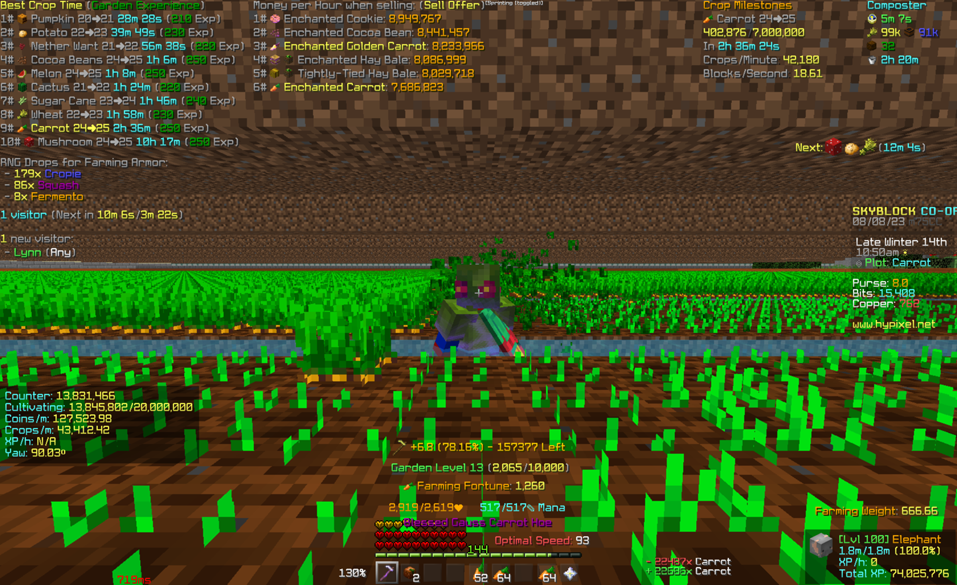 Best Crop Time (Garden Experience)
1# Pumpkin 20➜21 28m 28s (210 Exp)
2# Potato 22➜23 39m 49s (230 Exp)
3# Nether Wart 21➜22 56m 38s (220 Exp)
4# Cocoa Beans 24➜25 1h 6m (250 Exp)
5# Melon 24➜25 1h 8m (250 Exp)
6# Cactus 21➜22 1h 24m (220 Exp)
7# Sugar Cane 23➜24 1h 46m (240 Exp)
8# Wheat 22➜23 1h 58m (230 Exp)
9# Carrot 24➜25 2h 36m (250 Exp)
10# Mushroom 24➜25 10h 17m (250 Exp)
RNG Drops for Farming Armor:
- 179x Cropie
- 86x Squash
- 8x Fermento
1 visitor (Next in 10m 6s/3m 22s)
1 new visitor:
- Lynn (Any)
Money per Hour when selling: (Sell Offer)
1# Enchanted Cookie: 8,949,767
2# Enchanted Cocoa Bean: 8,441,457
3# Enchanted Golden Carrot: 8,233,966
4# Enchanted Hay Bale: 8,086,999
5# Tightly-Tied Hay Bale: 8,029,718
6# Enchanted Carrot: 7,686,823
[Sprinting (Toggled)]
Crop Milestones
Carrot 24➜25
402,876 / 7,000,000
In 2h 36m 24s
Crops/Minute 42,180
Blocks/Second 18.61
Composter
5m 7s
99k 91k
32
2h 20m
Next: (12m 4s)
SKYBLOCK CO-OP
08/08/23
Late Winter 14th
10:50am
Plot: Carrot
Purse: 8.0
Bits: 15,408
Copper:
www.hypixel.net
Counter: 13,831,466
Cultivating: 13,845,802/20,000,000
Coins/m: 127,523.98
Crops/m: 43,412.42
XP/h: N/A
Yaw: 90.03º
+6.8 (78.16%) - 157377 Left
Garden Level 13 (2,065/10,000)
Farming Fortune: 1,260
2,919/2,619 517/517 Mana
Blessed Gauss Carrot Hoe
Optimal Speed: 93
144
130%
2
62 64 64
719ms
Carrot
Carrot
Farming Weight: 666.66
[Lvl 100] Elephant
1.8m/1.8m (100.0%)
XP/h: 0
Total XP: 74,025,776